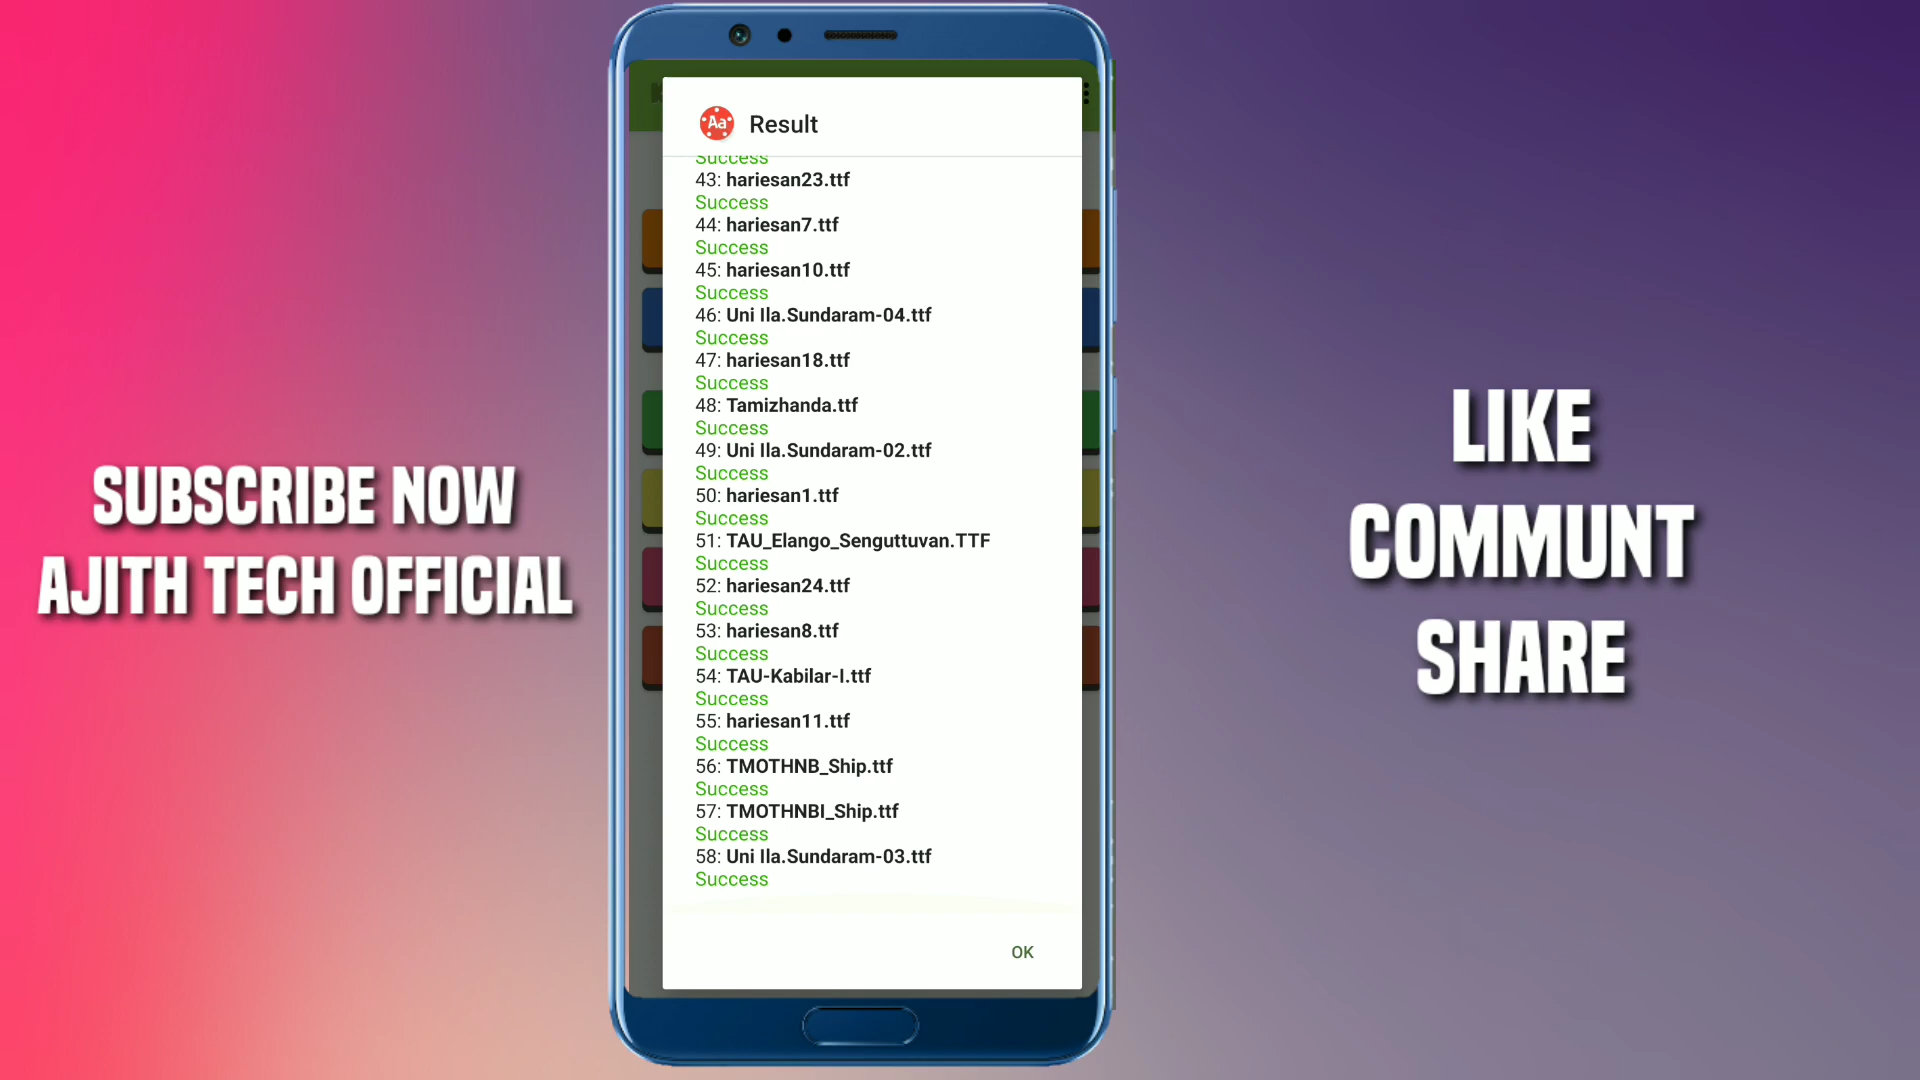 SUBSCRIBE NOW
AJITH TECH OFFICIAL
Aa
Result
Success
43: hariesan23.ttf
Success
44: hariesan7.ttf
Success
45: hariesan10.ttf
Success
46: Uni Ila.Sundaram-04.ttf
Success
47: hariesan18.ttf
Success
48: Tamizhanda.ttf
Success
49: Uni Ila.Sundaram-02.ttf
Success
50: hariesan1.ttf
Success
51: TAU_Elango_Senguttuvan.TTF
Success
52: hariesan24.ttf
Success
53: hariesan8.ttf
Success
54: TAU-Kabilar-I.ttf
Success
55: hariesan11.ttf
Success
56: TMOTHNB_Ship.ttf
Success
57: TMOTHNBI_Ship.ttf
Success
58: Uni Ila.Sundaram-03.ttf
Success
OK
LIKE
COMMUNT
SHARE